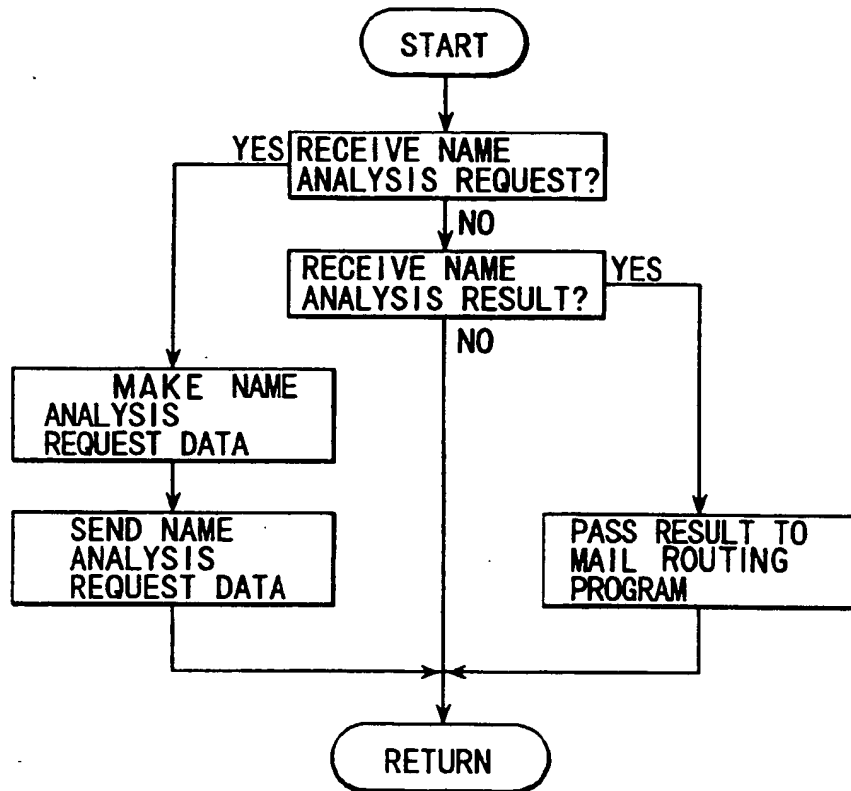 START
YES
RECEIVE NAME
ANALYSIS REQUEST?
NO
RECEIVE NAME
ANALYSIS RESULT?
YES
NO
MAKE NAME
ANALYSIS
REQUEST DATA
SEND NAME
ANALYSIS
REQUEST DATA
PASS RESULT TO
MAIL ROUTING
PROGRAM
RETURN